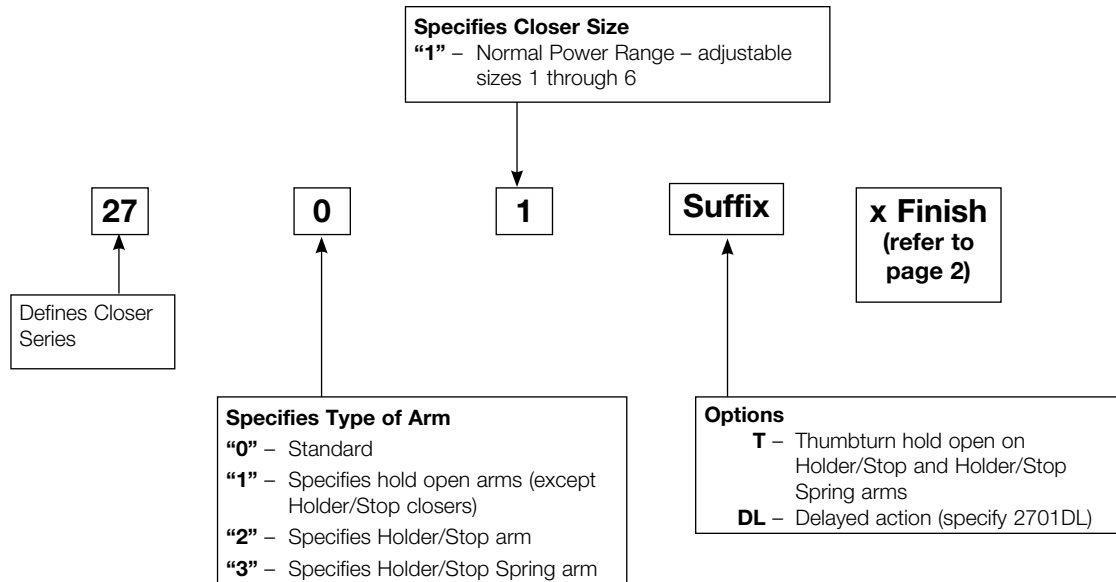 Specifies Closer Size
“1” – Normal Power Range – adjustable
sizes 1 through 6
27
0
1
Suffix
x Finish
(refer to
page 2)
Defines Closer
Series
Specifies Type of Arm
“0” – Standard
“1” – Specifies hold open arms (except
Holder/Stop closers)
“2” – Specifies Holder/Stop arm
“3” – Specifies Holder/Stop Spring arm
Options
T – Thumbturn hold open on
Holder/Stop and Holder/Stop
Spring arms
DL – Delayed action (specify 2701DL)